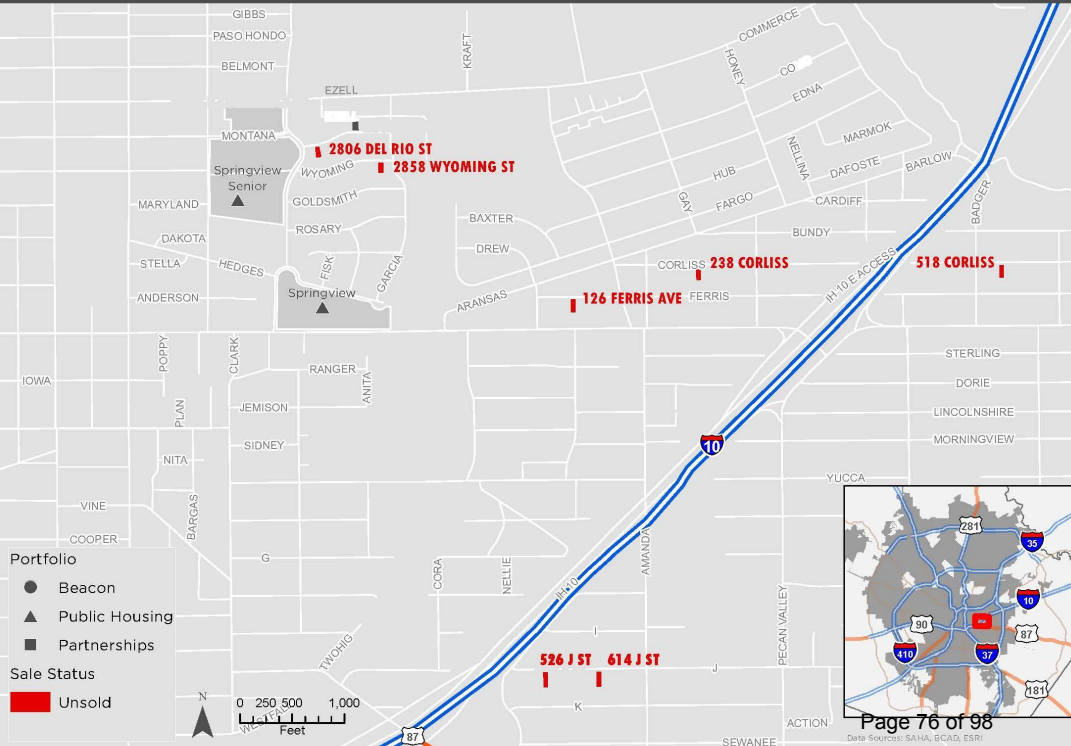 GIBBS
PASO HONDO
BELMONT
KRAFT
COMMERCE
HONEY
CO
EDNA
EZELL
MONTANA
2806 DEL RIO ST
WYOMING
2858 WYOMING ST
Springview
Senior
GOLDSMITH
MARYLAND
ROSARY
DAKOTA
STELLA
HEDGES
FISK
GARCIA
ANDERSON
Springview
BAXTER
DREW
ARANSAS
MARMOK
NELLINA
DAFOSTE
BARLOW
HUB
GAY
FARGO
CARDIFF
BADGER
BUNDY
CORLISS
238 CORLISS
IH 10 E ACCESS
518 CORLISS
126 FERRIS AVE
FERRIS
POPPY
CLARK
IOWA
RANGER
ANITA
PLAN
JEMISON
SIDNEY
NITA
BARGAS
VINE
COOPER
STERLING
DORIE
LINCOLNSHIRE
MORNINGVIEW
YUCCA
10
G
CORA
NELLIE
AMANDA
IH 10
PECAN VALLEY
TWOHIG
I
526 J ST
614 J ST
J
K
WESTFALL
87
ACTION
SEWANEE
Portfolio
Beacon
Public Housing
Partnerships
Sale Status
Unsold
N
0 250 500 1,000
Feet
281
35
10
90
87
410
37
181
Page 76 of 98
Data Sources: SAHA, BCAD, ESRI